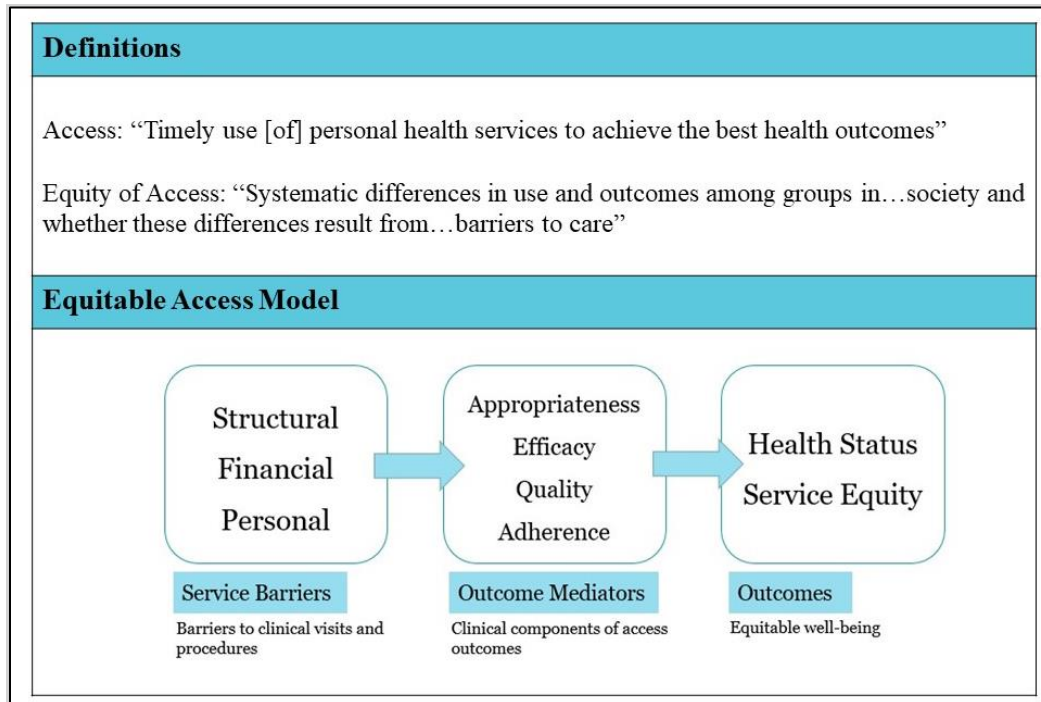 Definitions
Access: “Timely use [of] personal health services to achieve the best health outcomes”
Equity of Access: “Systematic differences in use and outcomes among groups in…society and
whether these differences result from…barriers to care”
Equitable Access Model
Structural
Financial
Personal
Service Barriers
Barriers to clinical visits and
procedures
Appropriateness
Efficacy
Quality
Adherence
Outcome Mediators
Clinical components of access
outcomes
Health Status
Service Equity
Outcomes
Equitable well-being